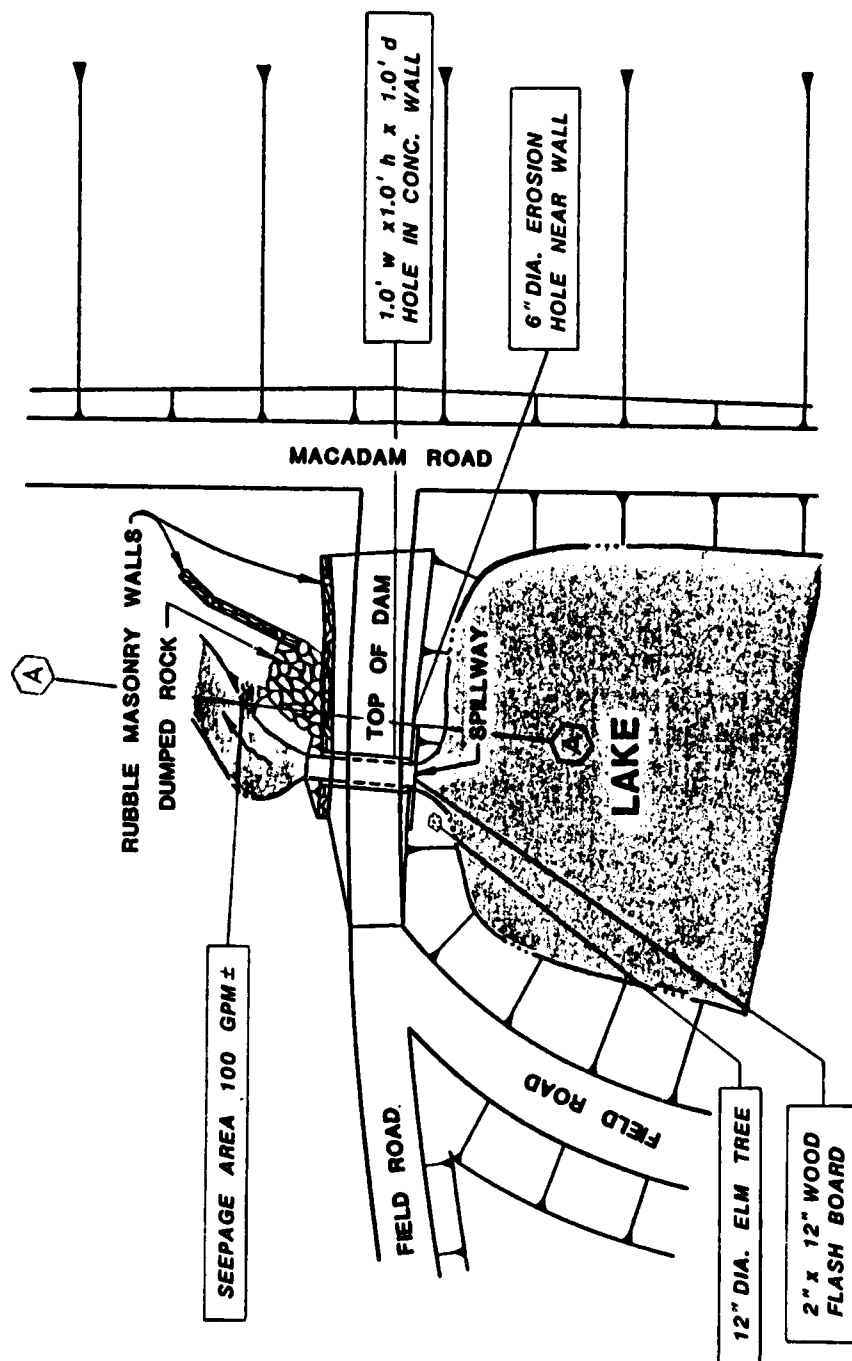 1.0' w x1.0' h x 1.0' d
HOLE IN CONC. WALL
6" DIA. EROSION
HOLE NEAR WALL
MACADAM ROAD
RUBBLE MASONRY WALLS
DUMPED ROCK
A
TOP OF DAM
SPILLWAY
A
LAKE
SEEPAGE AREA 100 GPM ±
FIELD ROAD
FIELD ROAD
12" DIA. ELM TREE
2" x 12" WOOD
FLASH BOARD